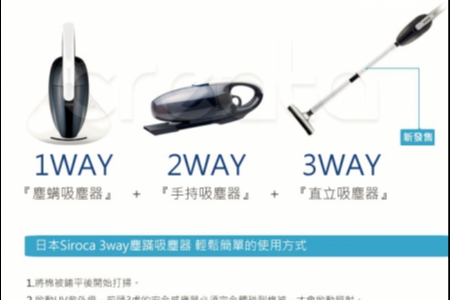 新發售
1WAY 2WAY 3WAY
『塵蟎吸塵器』 + 『手持吸塵器』 + 『直立吸塵器』
日本Siroca 3way塵蹣吸塵器 輕鬆簡單的使用方式
1.將棉被鋪平後開始打掃。